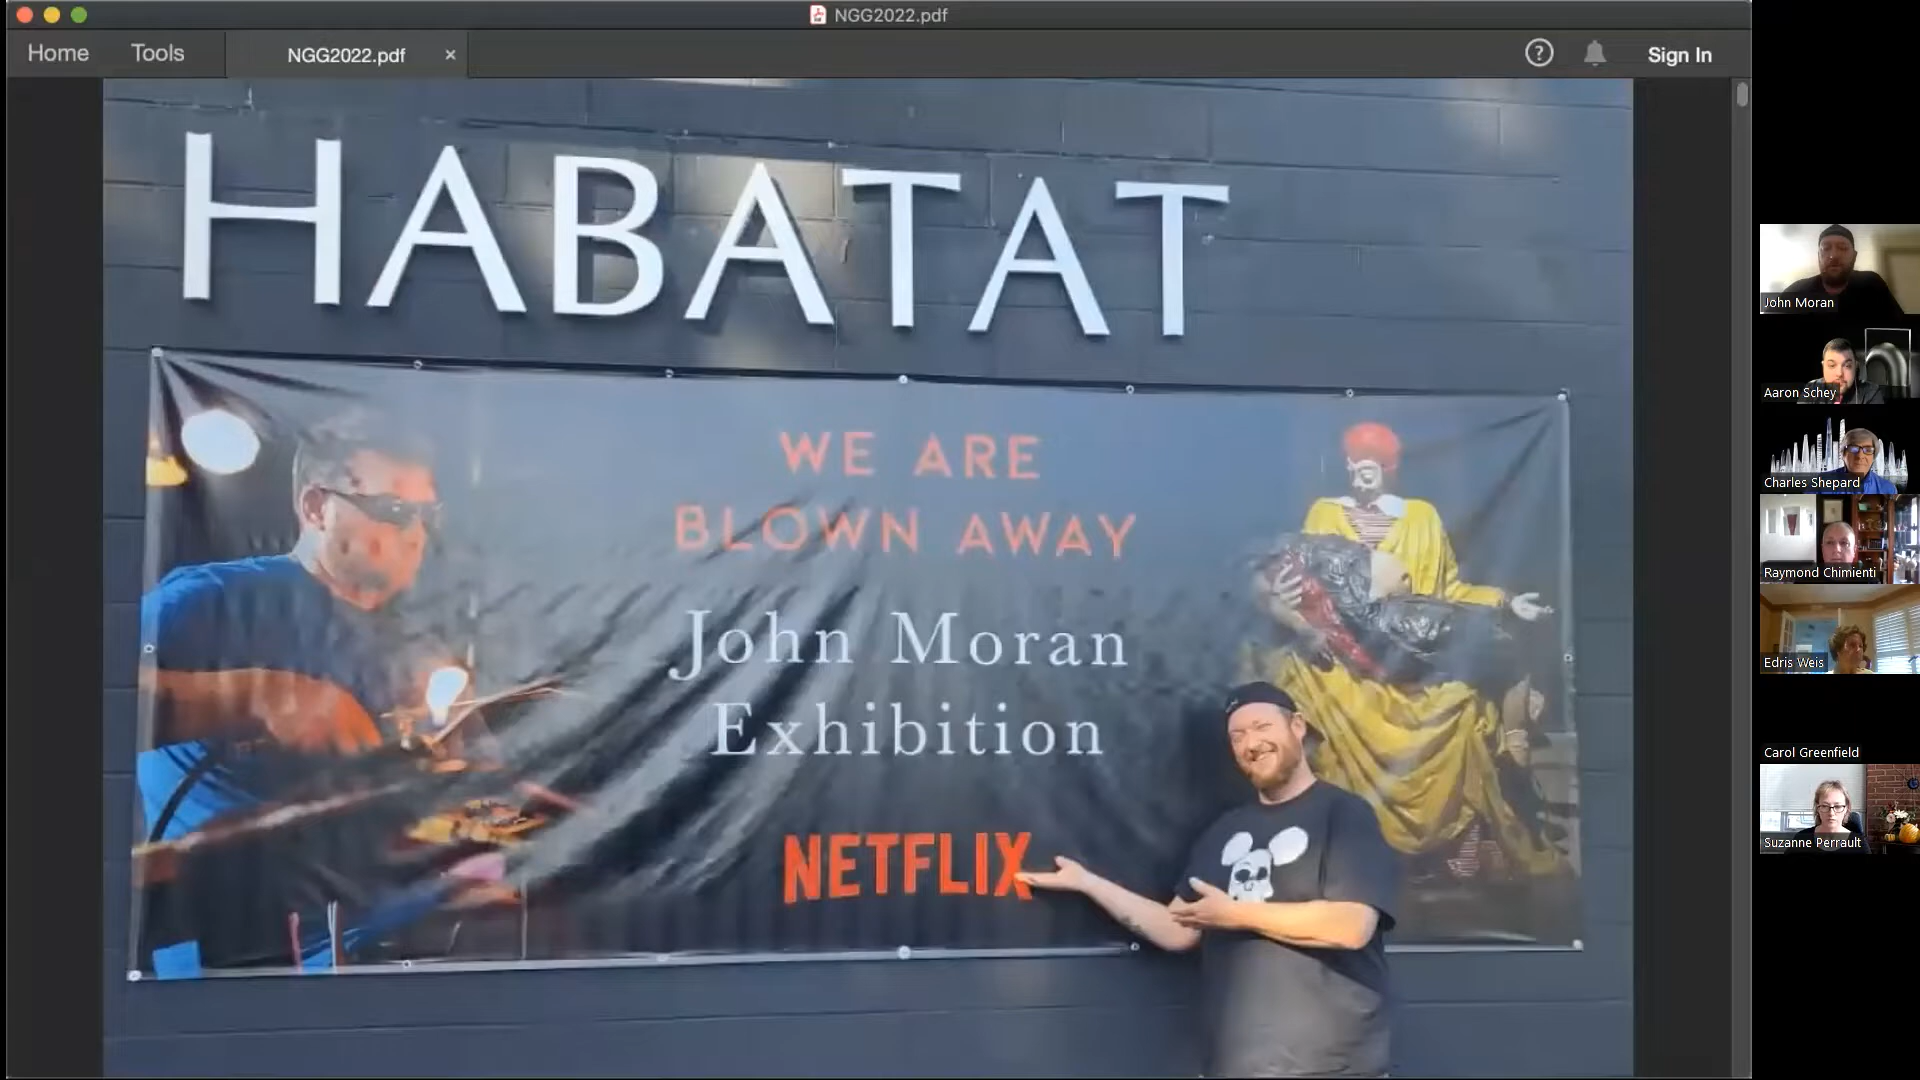 NGG2022.pdf
Home
Tools
NGG2022.pdf
×
?
Sign In
HABATAT
WE ARE
BLOWN AWAY
John Moran
Exhibition
NETFLIX
John Moran
Aaron Schey
Charles Shepard
Raymond Chimienti
Edris Weis
Carol Greenfield
Suzanne Perrault